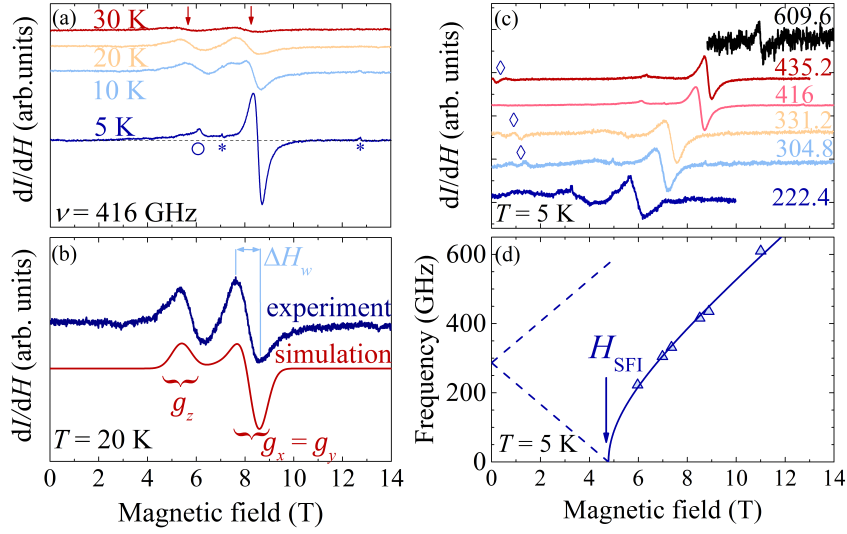 (a)
30 K
20 K
10 K
5 K
*
*
ν = 416 GHz
dI/dH (arb.units)
(b)
ΔH_w
experiment
simulation
g_z
g_x = g_y
T = 20 K
dI/dH (arb. units)
0 2 4 6 8 10 12 14
Magnetic field (T)
(c)
609.6
435.2
416
331.2
304.8
222.4
T = 5 K
dI/dH (arb. units)
(d)
H_SFI
T = 5 K
600
400
200
0
Frequency (GHz)
0 2 4 6 8 10 12 14
Magnetic field (T)